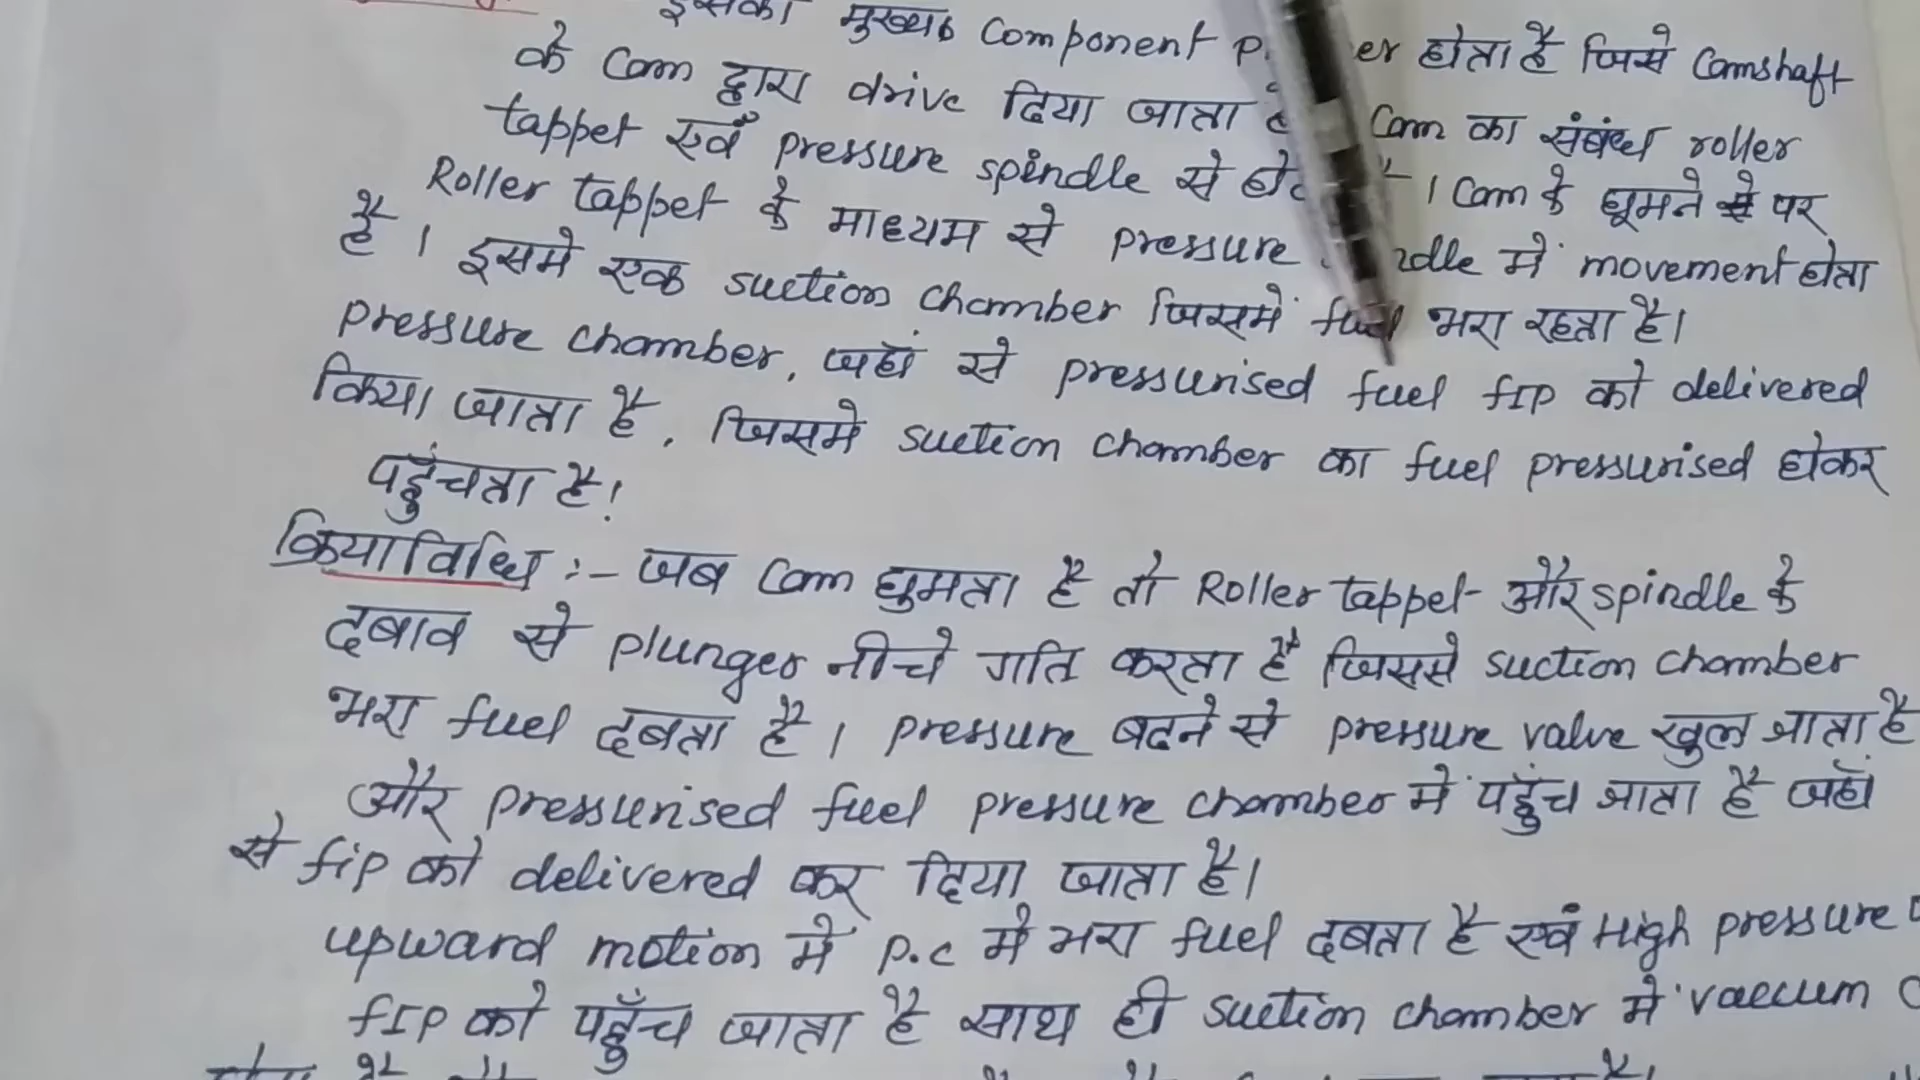 इसका मुख्य Component होता है जिसे Camshaft
के Cam द्वारा drive दिया जाता Cam का संबंध roller
tappet एवँ pressure spindle से । Cam के घूमने पर
Roller tappet के माध्यम से pressure में movement होता
है । इसमे एक suction chamber जिसमें fuel भरा रहता है।
Pressure chamber, जहाँ से pressurised fuel fIP को delivered
किया जाता है, जिसमे suction chamber का fuel pressurised होकर
पहुंचता है!
क्रियाविधि :- जब Cam घुमता है तो Roller tappet और spindle के
दबाव से plunger नीचे गति करता है जिससे suction chamber
भरा fuel दबता है । pressure बढने से pressure valve खुल जाता है
और pressurised fuel pressure chamber में पहुँच जाता है जहाँ
से fip को delivered कर दिया जाता है।
upward motion में P.C में भरा fuel दबता है एवं High pressure
fIP को पहुँच जाता है साथ ही suction chamber में vaccum